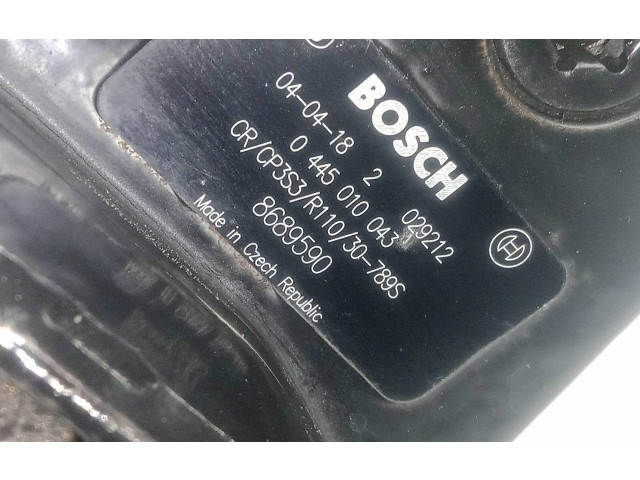 BOSCH
04-04-18 2 029212
0 445 010 043
CR/CP3S3/R110/30-789S
8689590
Made in Czech Republic